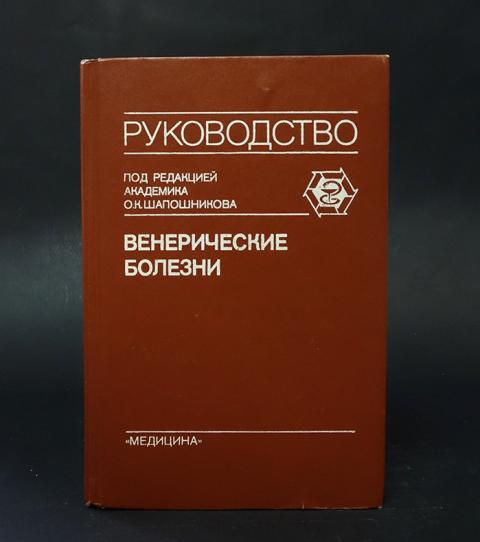 РУКОВОДСТВО
ПОД РЕДАКЦИЕЙ
АКАДЕМИКА
О.К.ШАПОШНИКОВА
ВЕНЕРИЧЕСКИЕ
БОЛЕЗНИ
«МЕДИЦИНА»